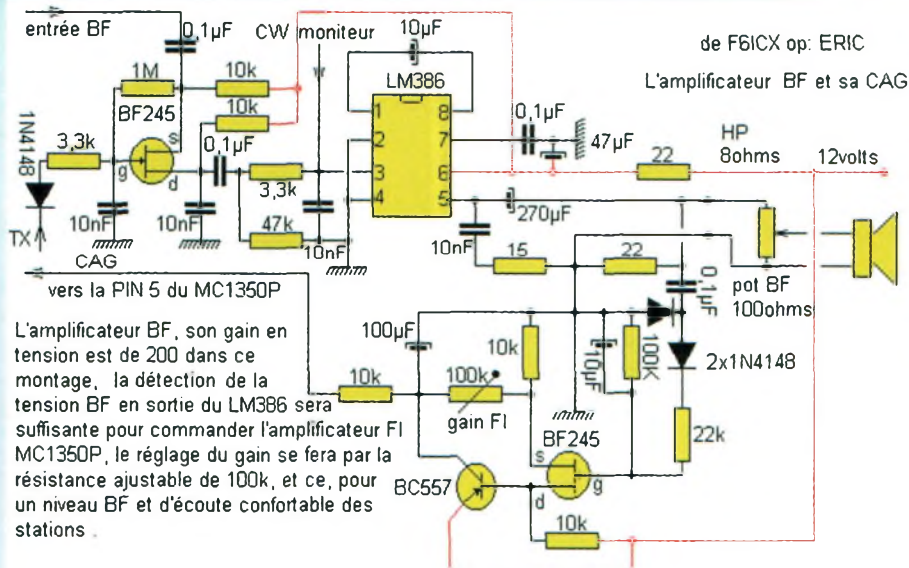 entrée BF
0,1µF
CW moniteur
10µF
de F6ICX op: ERIC
L'amplificateur BF et sa CAG
1M
10k
LM386
BF245
10k
1N4148
3,3k
s
g
d
0,1µF
3,3k
47k
10nF
10nF
10nF
TX
CAG
1
2
3
4
8
7
6
5
0,1µF
47µF
22
HP
8ohms
12volts
270µF
10nF
15
22
0,1µF
pot BF
100ohms
vers la PIN 5 du MC1350P
L'amplificateur BF, son gain en
tension est de 200 dans ce
montage, la détection de la
tension BF en sortie du LM386 sera
suffisante pour commander l'amplificateur FI
MC1350P, le réglage du gain se fera par la
résistance ajustable de 100k, et ce, pour
un niveau BF et d'écoute confortable des
stations .
100µF
10k
100k
gain FI
10k
10µF
100K
2x1N4148
22k
BF245
s
d
g
BC557
10k